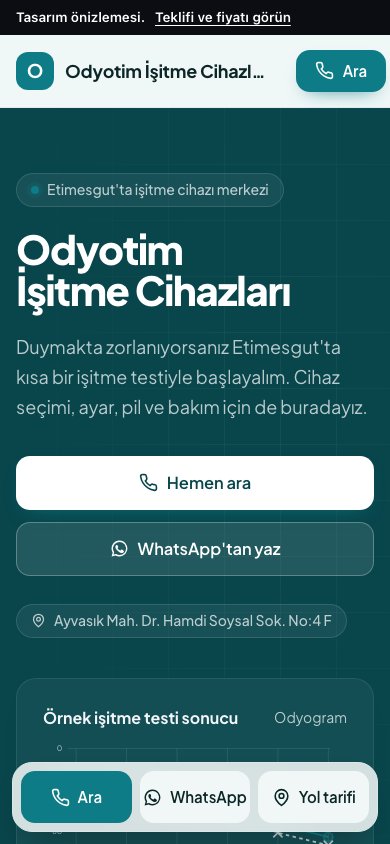 Tasarım önizlemesi. Teklifi ve fiyatı görün
O Odyotim İşitme Cihazl... Ara
Etimesgut'ta işitme cihazı merkezi
Odyotim
İşitme Cihazları
Duymakta zorlanıyorsanız Etimesgut'ta
kısa bir işitme testiyle başlayalım. Cihaz
seçimi, ayar, pil ve bakım için de buradayız.
Hemen ara
WhatsApp'tan yaz
Ayvasık Mah. Dr. Hamdi Soysal Sok. No:4 F
Örnek işitme testi sonucu Odyogram
0
Ara WhatsApp Yol tarifi